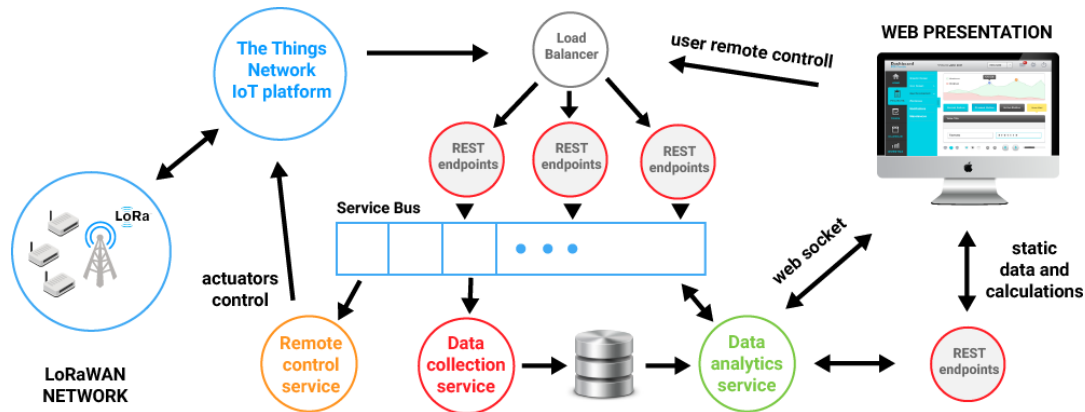 The Things
Network
IoT platform
Load
Balancer
user remote controll
WEB PRESENTATION
Dashboard
REST
endpoints
REST
endpoints
REST
endpoints
LoRa
Service Bus
actuators
control
web socket
static
data and
calculations
Remote
control
service
Data
collection
service
Data
analytics
service
REST
endpoints
LoRaWAN
NETWORK